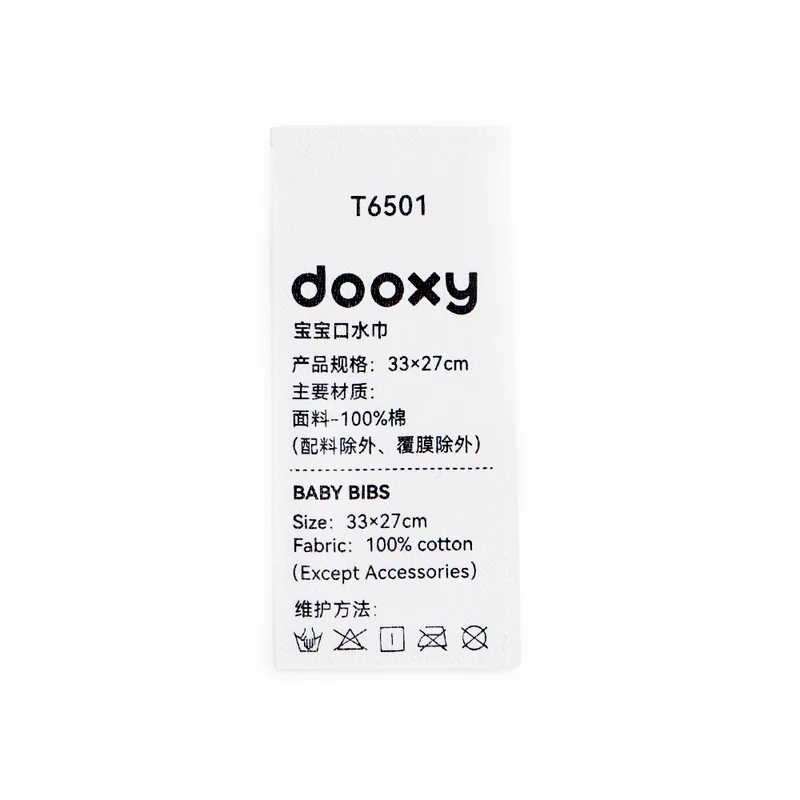 T6501
dooxy
宝宝口水巾
产品规格：33×27cm
主要材质：
面料-100%棉
（配料除外、覆膜除外）
BABY BIBS
Size：33×27cm
Fabric：100% cotton
（Except Accessories）
维护方法：